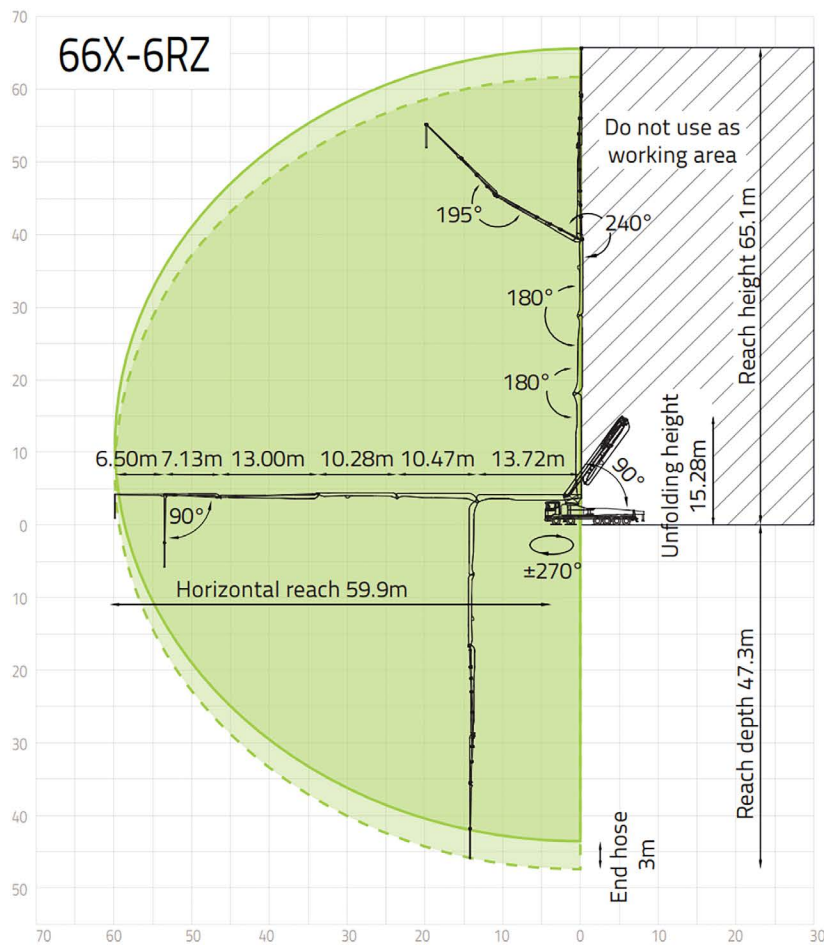 70
66X-6RZ
60
Do not use as
working area
50
195°
240°
40
Reach height 65.1m
180°
30
180°
20
Unfolding height
15.28m
10
6.50m 7.13m 13.00m 10.28m 10.47m 13.72m
90°
90°
0
±270°
Horizontal reach 59.9m
10
20
Reach depth 47.3m
30
40
End hose
3m
50
70 60 50 40 30 20 10 0 10 20 30